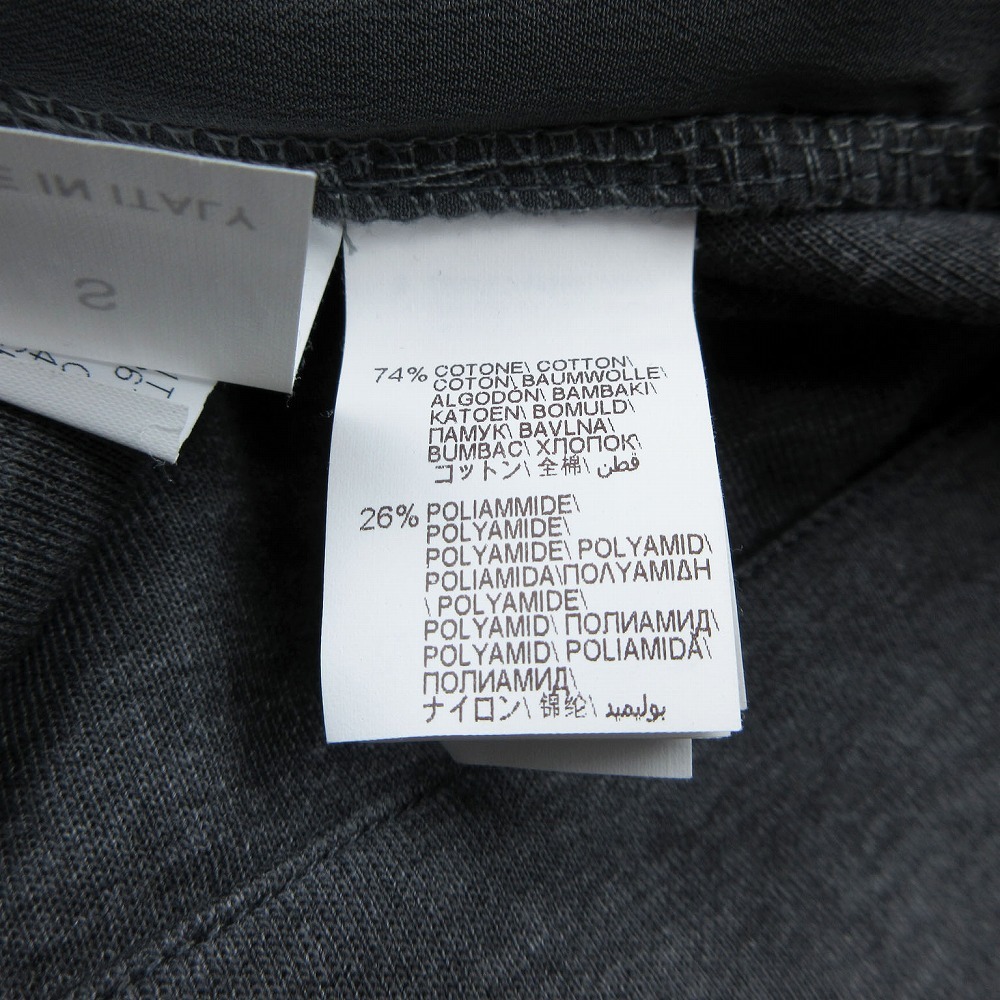 E IN ITALY
S
74% COTONE\ COTTON\
COTON\ BAUMWOLLE\
ALGODÓN\ BAMBAKI\
KATOEN\ BOMULD\
ПАМУК\ BAVLNA\
BUMBAC\ ХЛОПОК\
コットン\ 全棉\ قطن
26% POLIAMMIDE\
POLYAMIDE\
POLYAMIDE\ POLYAMID\
POLIAMIDA\ΠΟΛΥΑΜΙΔΗ
\ POLYAMIDE\
POLYAMID\ ПОЛИАМИД\
POLYAMID\ POLIAMIDĂ\
ПОЛИАМИД\
ナイロン\ 锦纶\ بوليميد